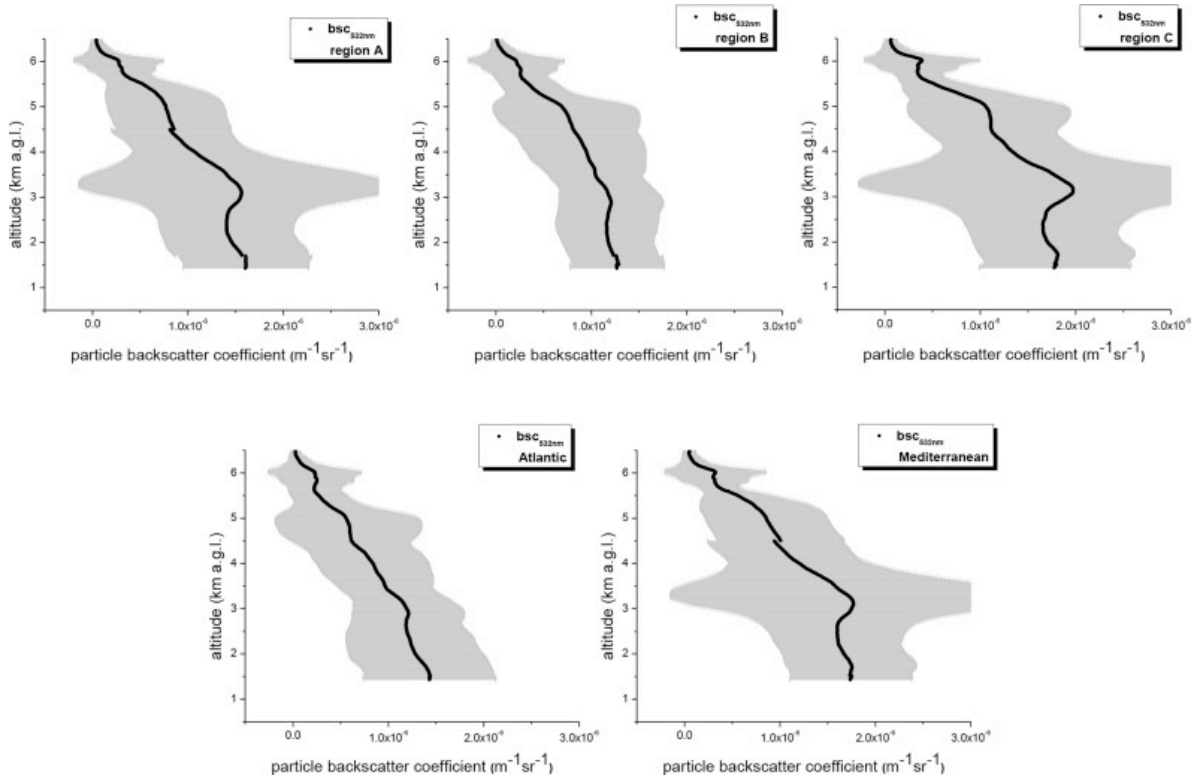 bsc532nm
region A
6
5
4
3
2
1
altitude (km a.g.l.)
0.0 1.0x10⁻⁶ 2.0x10⁻⁶ 3.0x10⁻⁶
particle backscatter coefficient (m⁻¹sr⁻¹)
bsc532nm
region B
6
5
4
3
2
1
altitude (km a.g.l.)
0.0 1.0x10⁻⁶ 2.0x10⁻⁶ 3.0x10⁻⁶
particle backscatter coefficient (m⁻¹sr⁻¹)
bsc532nm
region C
6
5
4
3
2
1
altitude (km a.g.l.)
0.0 1.0x10⁻⁶ 2.0x10⁻⁶ 3.0x10⁻⁶
particle backscatter coefficient (m⁻¹sr⁻¹)
bsc532nm
Atlantic
6
5
4
3
2
1
altitude (km a.g.l.)
0.0 1.0x10⁻⁶ 2.0x10⁻⁶ 3.0x10⁻⁶
particle backscatter coefficient (m⁻¹sr⁻¹)
bsc532nm
Mediterranean
6
5
4
3
2
1
altitude (km a.g.l.)
0.0 1.0x10⁻⁶ 2.0x10⁻⁶ 3.0x10⁻⁶
particle backscatter coefficient (m⁻¹sr⁻¹)